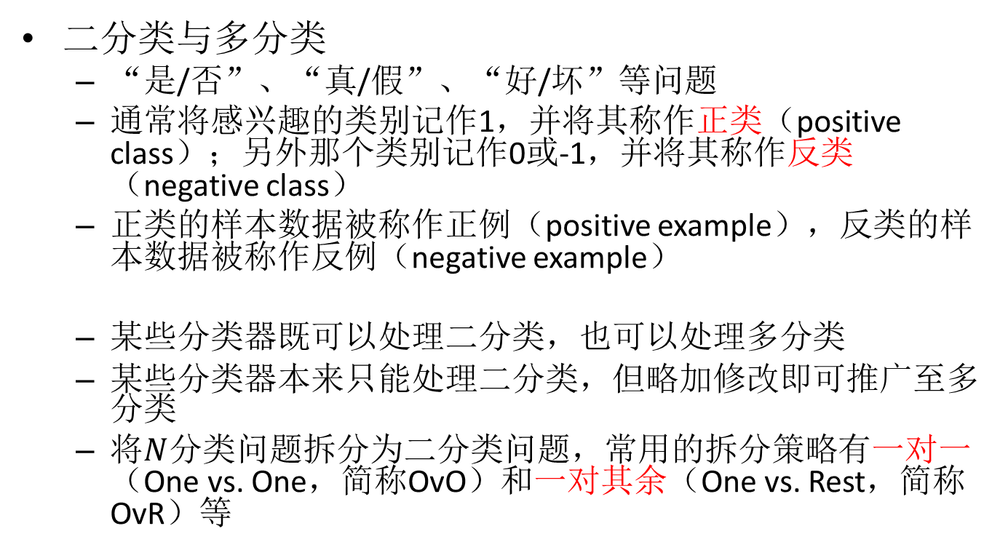 • 二分类与多分类
– “是/否”、“真/假”、“好/坏”等问题
– 通常将感兴趣的类别记作1，并将其称作正类（positive
class）；另外那个类别记作0或-1，并将其称作反类
（negative class）
– 正类的样本数据被称作正例（positive example），反类的样
本数据被称作反例（negative example）
– 某些分类器既可以处理二分类，也可以处理多分类
– 某些分类器本来只能处理二分类，但略加修改即可推广至多
分类
– 将N分类问题拆分为二分类问题，常用的拆分策略有一对一
（One vs. One，简称OvO）和一对其余（One vs. Rest，简称
OvR）等